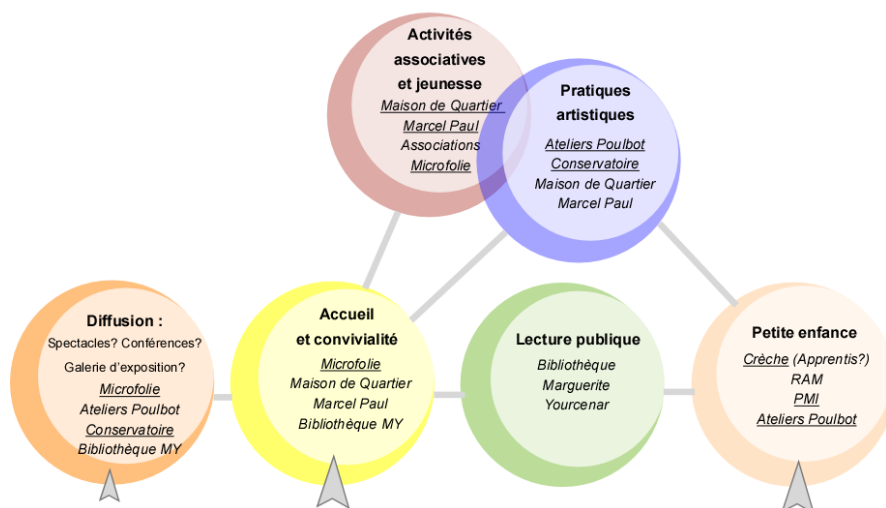 Activités
associatives
et jeunesse
Maison de Quartier
Marcel Paul
Associations
Microfolie
Pratiques
artistiques
Ateliers Poulbot
Conservatoire
Maison de Quartier
Marcel Paul
Diffusion :
Spectacles? Conférences?
Galerie d'exposition?
Microfolie
Ateliers Poulbot
Conservatoire
Bibliothèque MY
Accueil
et convivialité
Microfolie
Maison de Quartier
Marcel Paul
Bibliothèque MY
Lecture publique
Bibliothèque
Marguerite
Yourcenar
Petite enfance
Crèche (Apprentis?)
RAM
PMI
Ateliers Poulbot